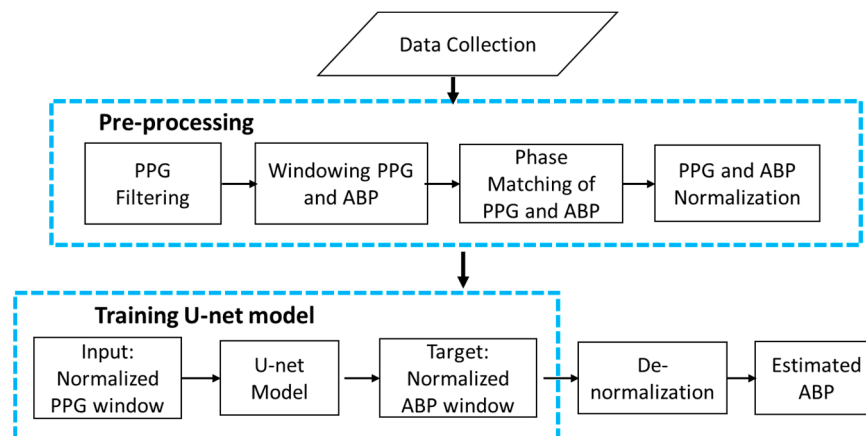 Data Collection
Pre-processing
PPG
Filtering
Windowing PPG
and ABP
Phase
Matching of
PPG and ABP
PPG and ABP
Normalization
Training U-net model
Input:
Normalized
PPG window
U-net
Model
Target:
Normalized
ABP window
De-
normalization
Estimated
ABP